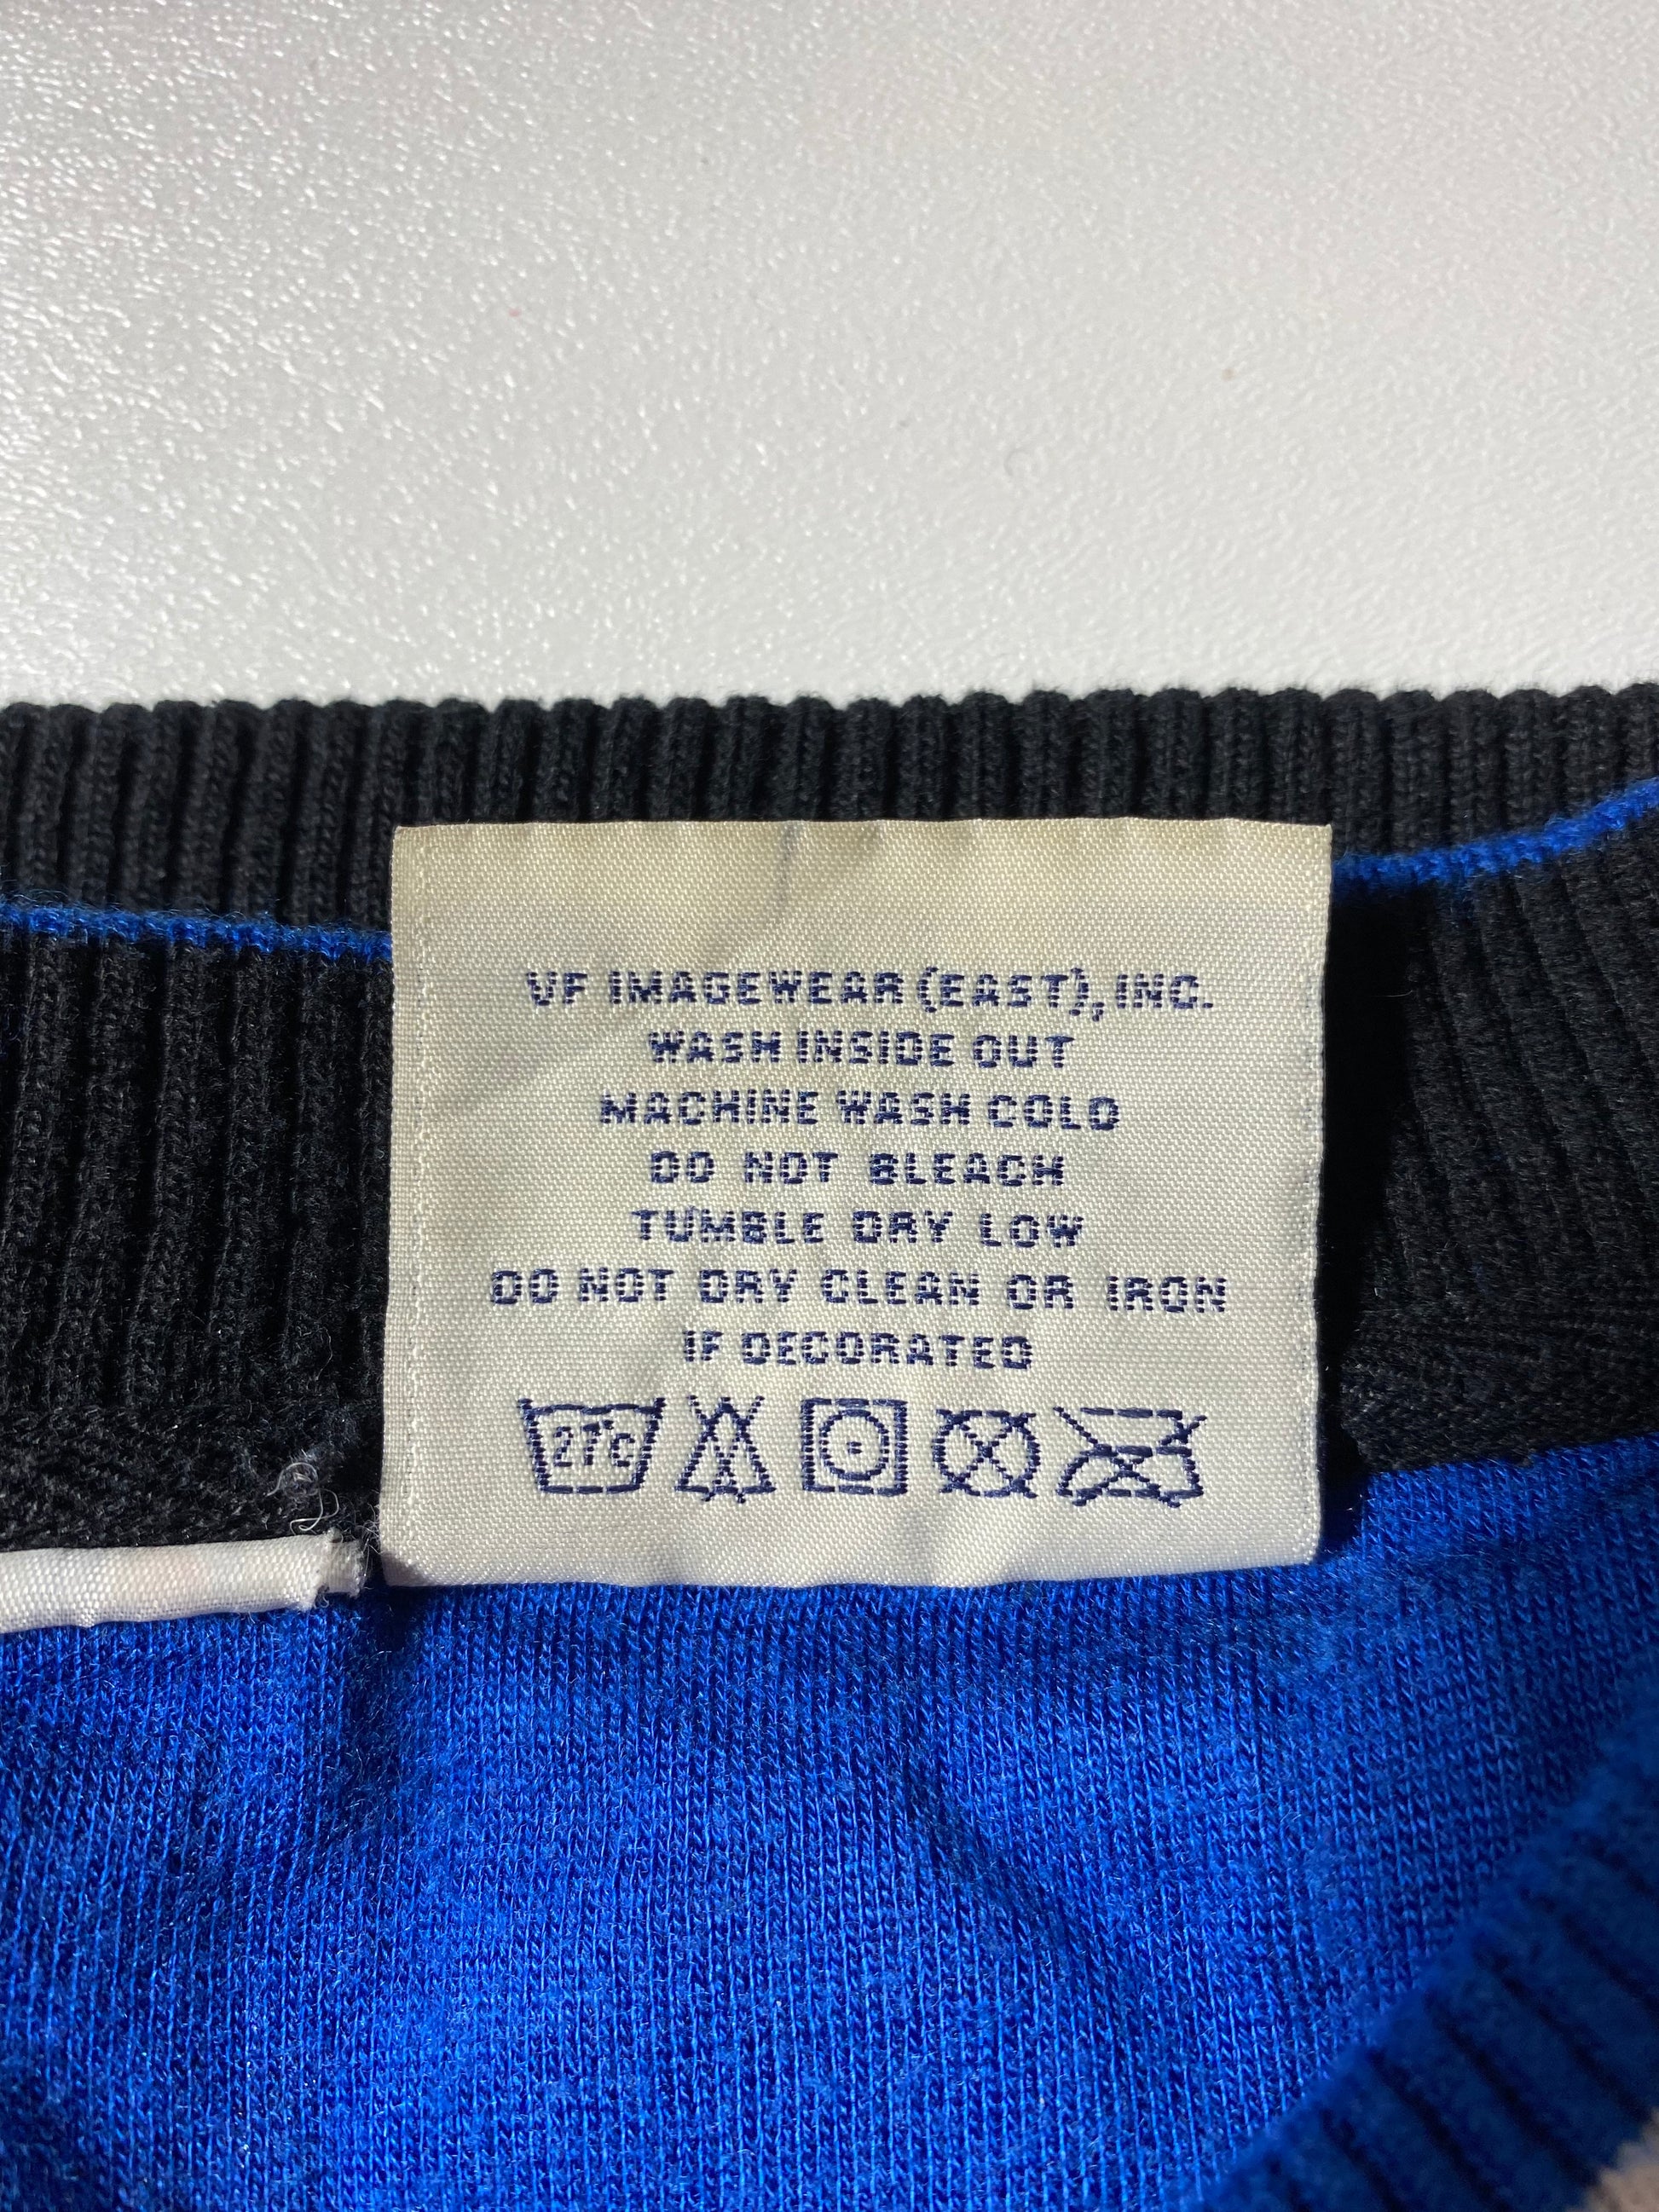 VF IMAGEWEAR (EAST), INC.
WASH INSIDE OUT
MACHINE WASH COLD
DO NOT BLEACH
TUMBLE DRY LOW
DO NOT DRY CLEAN OR IRON
IF DECORATED
27°C